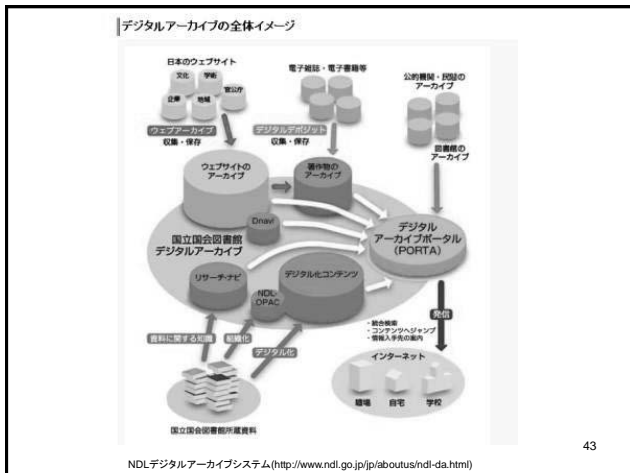 デジタルアーカイブの全体イメージ
日本のウェブサイト
文化
学術
官公庁
企業
地域
電子雑誌・電子書籍等
公的機関・民間の
アーカイブ
図書館の
アーカイブ
ウェブアーカイブ
収集・保存
デジタルデポジット
収集・保存
ウェブサイトの
アーカイブ
著作物の
アーカイブ
Dnavi
国立国会図書館
デジタルアーカイブ
デジタル
アーカイブポータル
(PORTA)
リサーチ・ナビ
NDL-
OPAC
デジタル化コンテンツ
資料に関する知識
組織化
デジタル化
発信
・統合検索
・コンテンツへジャンプ
・情報入手先の案内
インターネット
職場
自宅
学校
国立国会図書館所蔵資料
43
NDLデジタルアーカイブシステム(http://www.ndl.go.jp/jp/aboutus/ndl-da.html)